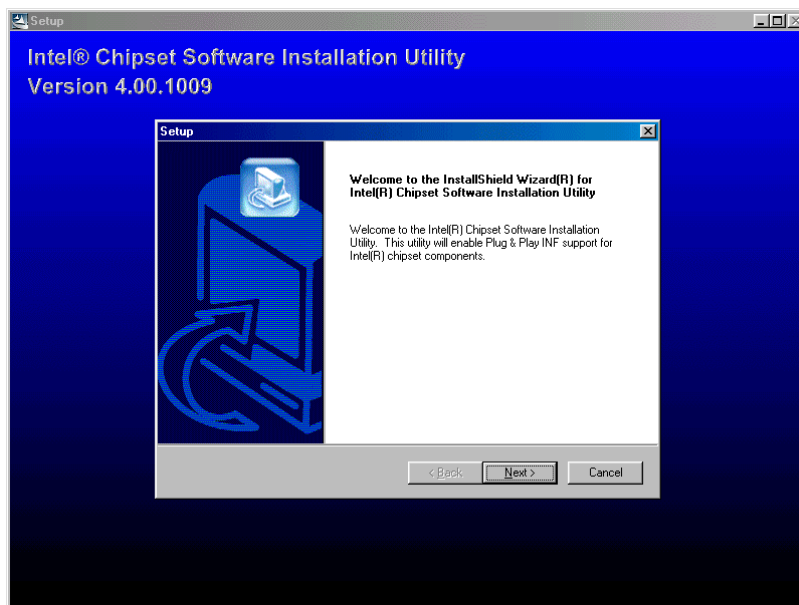 Setup
Intel® Chipset Software Installation Utility
Version 4.00.1009
Setup
Welcome to the InstallShield Wizard(R) for
Intel(R) Chipset Software Installation Utility
Welcome to the Intel(R) Chipset Software Installation
Utility. This utility will enable Plug & Play INF support for
Intel(R) chipset components.
< Back
Next >
Cancel